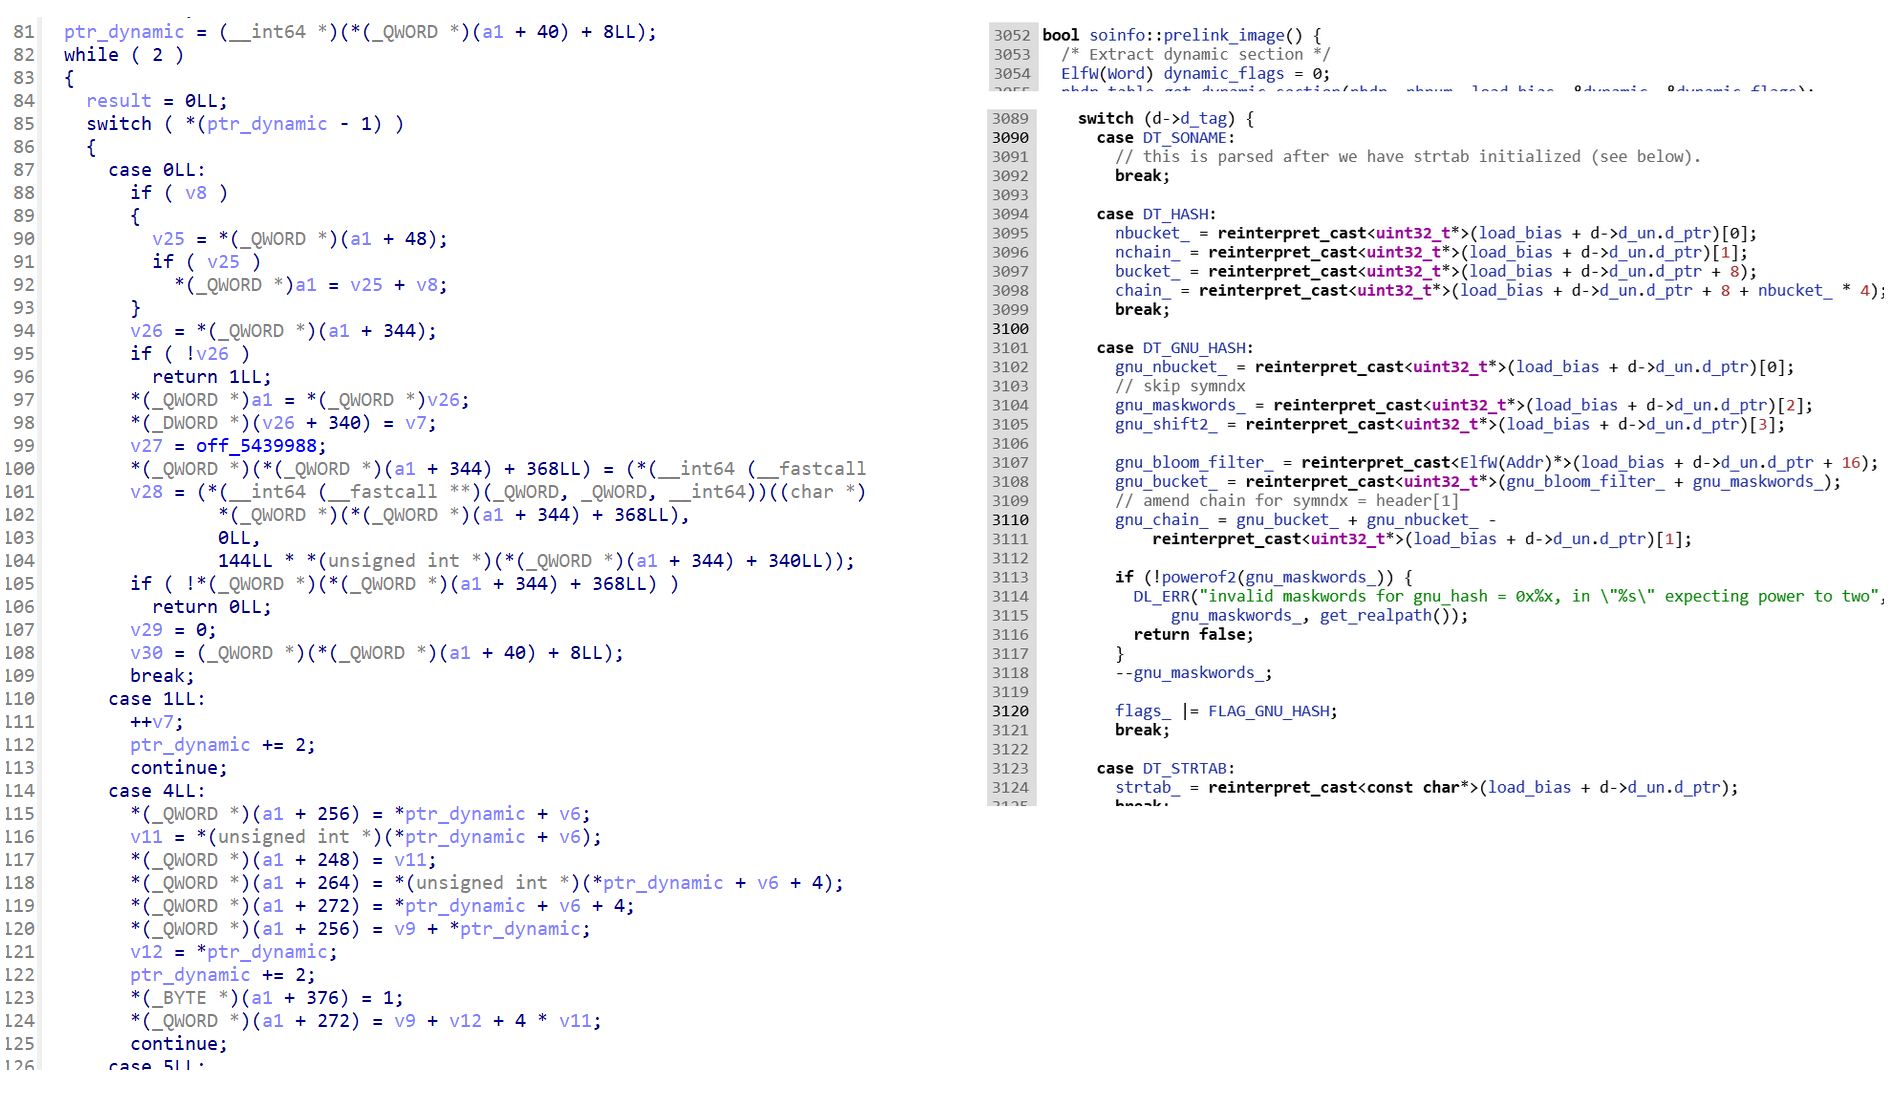 81 ptr_dynamic = (__int64 *)(*(_QWORD *)(a1 + 40) + 8LL);
82 while ( 2 )
83 {
84 result = 0LL;
85 switch ( *(ptr_dynamic - 1) )
86 {
87 case 0LL:
88 if ( v8 )
89 {
90 v25 = *(_QWORD *)(a1 + 48);
91 if ( v25 )
92 *(_QWORD *)a1 = v25 + v8;
93 }
94 v26 = *(_QWORD *)(a1 + 344);
95 if ( !v26 )
96 return 1LL;
97 *(_QWORD *)a1 = *(_QWORD *)v26;
98 *(_DWORD *)(v26 + 340) = v7;
99 v27 = off_5439988;
100 *(_QWORD *)(*(_QWORD *)(a1 + 344) + 368LL) = (*(__int64 (__fastcall
101 v28 = (*(__int64 (__fastcall **)(_QWORD, _QWORD, __int64))((char *)
102 *(_QWORD *)(*(_QWORD *)(a1 + 344) + 368LL),
103 0LL,
104 144LL * *(unsigned int *)(*(_QWORD *)(a1 + 344) + 340LL));
105 if ( !*(_QWORD *)(*(_QWORD *)(a1 + 344) + 368LL) )
106 return 0LL;
107 v29 = 0;
108 v30 = (_QWORD *)(*(_QWORD *)(a1 + 40) + 8LL);
109 break;
110 case 1LL:
111 ++v7;
112 ptr_dynamic += 2;
113 continue;
114 case 4LL:
115 *(_QWORD *)(a1 + 256) = *ptr_dynamic + v6;
116 v11 = *(unsigned int *)(*ptr_dynamic + v6);
117 *(_QWORD *)(a1 + 248) = v11;
118 *(_QWORD *)(a1 + 264) = *(unsigned int *)(*ptr_dynamic + v6 + 4);
119 *(_QWORD *)(a1 + 272) = *ptr_dynamic + v6 + 4;
120 *(_QWORD *)(a1 + 256) = v9 + *ptr_dynamic;
121 v12 = *ptr_dynamic;
122 ptr_dynamic += 2;
123 *(_BYTE *)(a1 + 376) = 1;
124 *(_QWORD *)(a1 + 272) = v9 + v12 + 4 * v11;
125 continue;
126 case 5LL:
3052 bool soinfo::prelink_image() {
3053 /* Extract dynamic section */
3054 ElfW(Word) dynamic_flags = 0;
3089 switch (d->d_tag) {
3090 case DT_SONAME:
3091 // this is parsed after we have strtab initialized (see below).
3092 break;
3093
3094 case DT_HASH:
3095 nbucket_ = reinterpret_cast<uint32_t*>(load_bias + d->d_un.d_ptr)[0];
3096 nchain_ = reinterpret_cast<uint32_t*>(load_bias + d->d_un.d_ptr)[1];
3097 bucket_ = reinterpret_cast<uint32_t*>(load_bias + d->d_un.d_ptr + 8);
3098 chain_ = reinterpret_cast<uint32_t*>(load_bias + d->d_un.d_ptr + 8 + nbucket_ * 4);
3099 break;
3100
3101 case DT_GNU_HASH:
3102 gnu_nbucket_ = reinterpret_cast<uint32_t*>(load_bias + d->d_un.d_ptr)[0];
3103 // skip symndx
3104 gnu_maskwords_ = reinterpret_cast<uint32_t*>(load_bias + d->d_un.d_ptr)[2];
3105 gnu_shift2_ = reinterpret_cast<uint32_t*>(load_bias + d->d_un.d_ptr)[3];
3106
3107 gnu_bloom_filter_ = reinterpret_cast<ElfW(Addr)*>(load_bias + d->d_un.d_ptr + 16);
3108 gnu_bucket_ = reinterpret_cast<uint32_t*>(gnu_bloom_filter_ + gnu_maskwords_);
3109 // amend chain for symndx = header[1]
3110 gnu_chain_ = gnu_bucket_ + gnu_nbucket_ -
3111 reinterpret_cast<uint32_t*>(load_bias + d->d_un.d_ptr)[1];
3112
3113 if (!powerof2(gnu_maskwords_)) {
3114 DL_ERR("invalid maskwords for gnu_hash = 0x%x, in \"%s\" expecting power to two",
3115 gnu_maskwords_, get_realpath());
3116 return false;
3117 }
3118 --gnu_maskwords_;
3119
3120 flags_ |= FLAG_GNU_HASH;
3121 break;
3122
3123 case DT_STRTAB:
3124 strtab_ = reinterpret_cast<const char*>(load_bias + d->d_un.d_ptr);